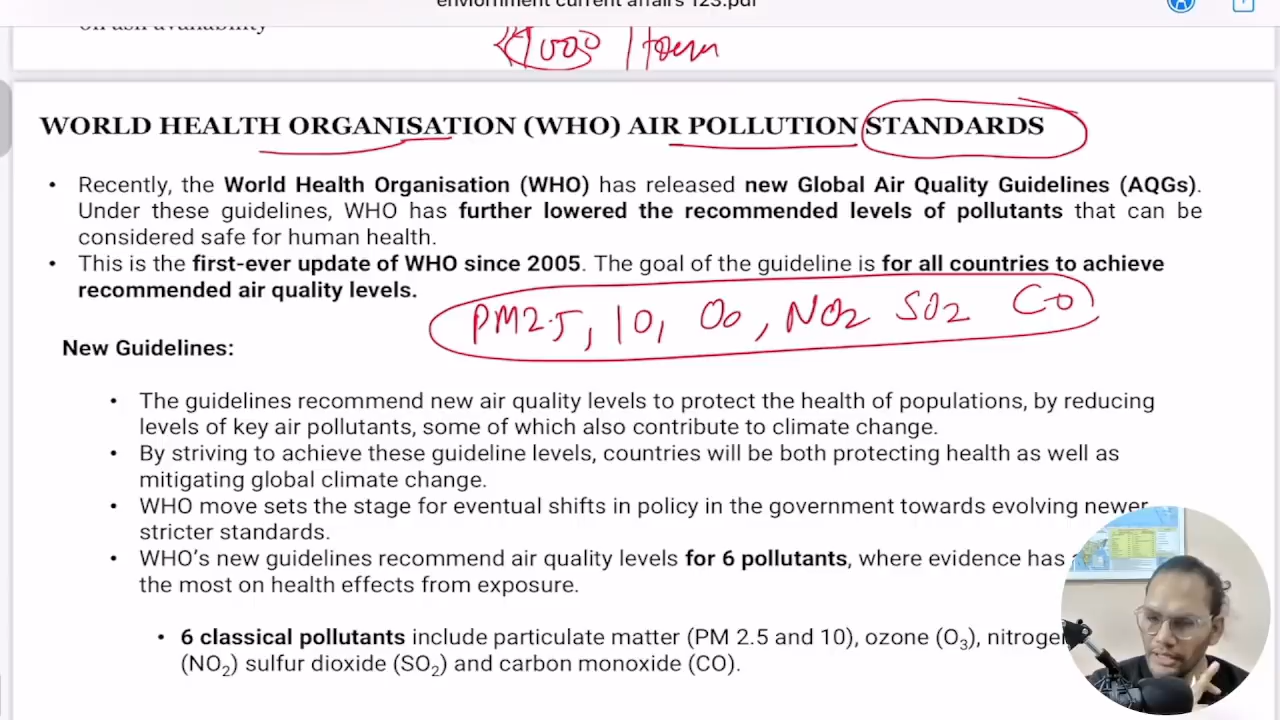 enviornment current affairs 123.pdf
on ash availability
WORLD HEALTH ORGANISATION (WHO) AIR POLLUTION STANDARDS
• Recently, the World Health Organisation (WHO) has released new Global Air Quality Guidelines (AQGs).
Under these guidelines, WHO has further lowered the recommended levels of pollutants that can be
considered safe for human health.
• This is the first-ever update of WHO since 2005. The goal of the guideline is for all countries to achieve
recommended air quality levels.
PM2.5, 10, O₃, NO2 SO2 CO
New Guidelines:
• The guidelines recommend new air quality levels to protect the health of populations, by reducing
levels of key air pollutants, some of which also contribute to climate change.
• By striving to achieve these guideline levels, countries will be both protecting health as well as
mitigating global climate change.
• WHO move sets the stage for eventual shifts in policy in the government towards evolving newer
stricter standards.
• WHO's new guidelines recommend air quality levels for 6 pollutants, where evidence has
the most on health effects from exposure.
• 6 classical pollutants include particulate matter (PM 2.5 and 10), ozone (O₃),
(NO₂) sulfur dioxide (SO₂) and carbon monoxide (CO).